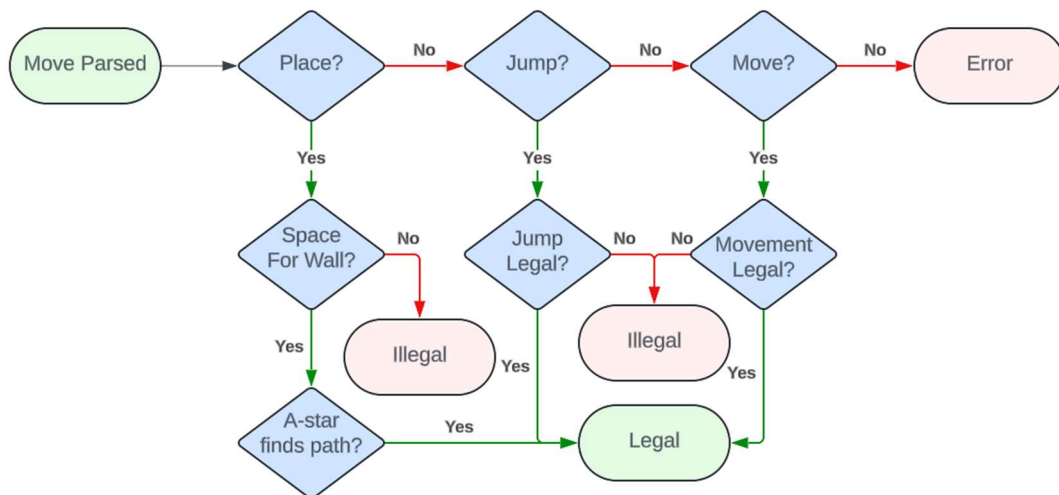 Move Parsed
Place?
No
Jump?
No
Move?
No
Error
Yes
Yes
Yes
Space
For Wall?
No
Jump
Legal?
No
No
Movement
Legal?
Illegal
Illegal
Yes
Yes
Yes
A-star
finds path?
Yes
Legal